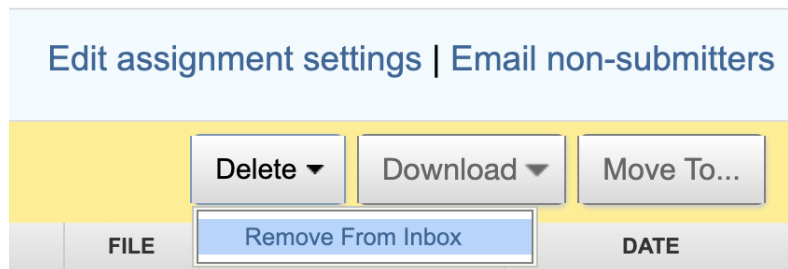 Edit assignment settings | Email non-submitters
Delete Download Move To...
Remove From Inbox
FILE DATE